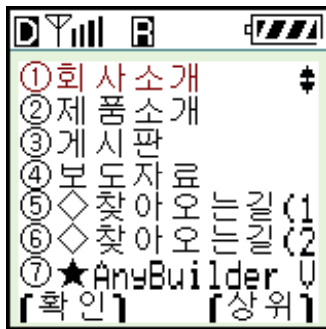 D R
①회사소개
②제품소개
③게시판
④보도자료
⑤◇찾아오는길(1
⑥◇찾아오는길(2
⑦★AnyBuilder V
[확인] [상위]